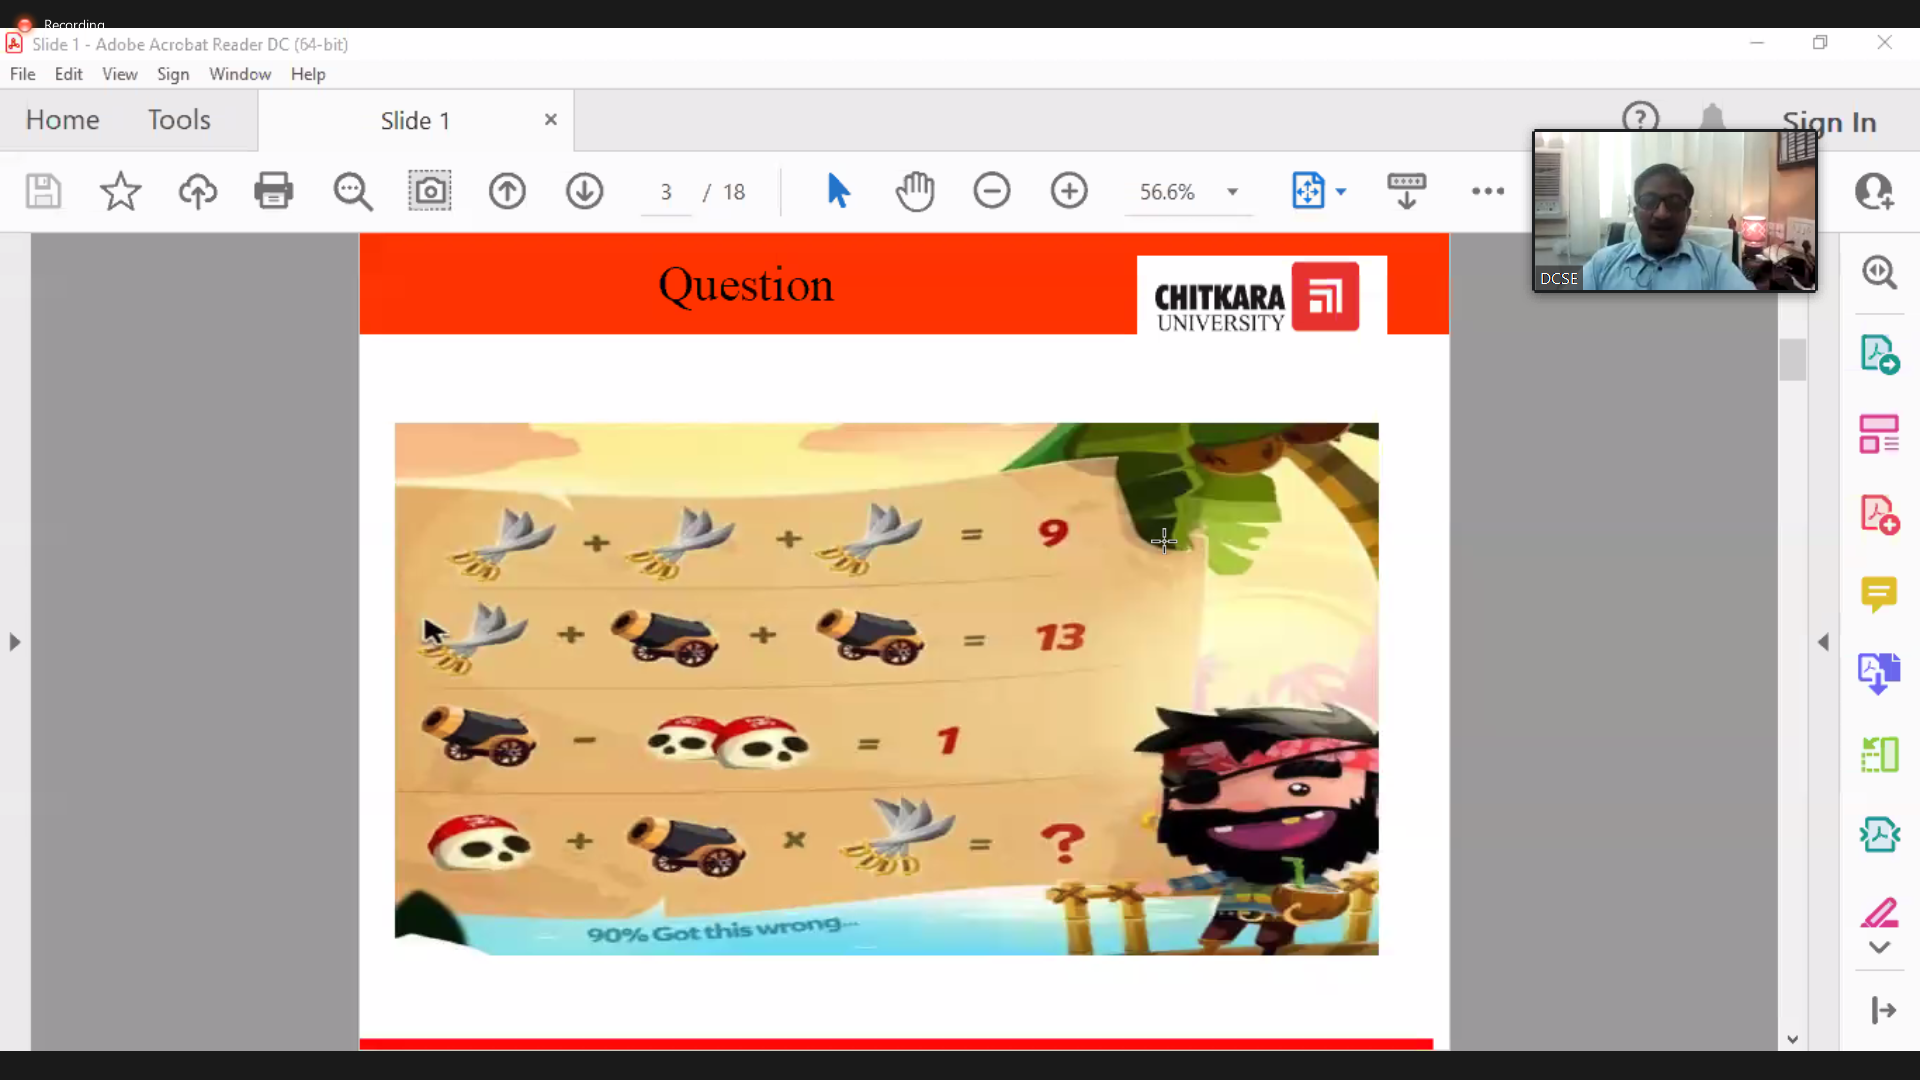 Recording
Slide 1 - Adobe Acrobat Reader DC (64-bit)
File Edit View Sign Window Help
Home Tools Slide 1 Sign In
3 / 18 56.6%
DCSE
Question
CHITKARA
UNIVERSITY
+ + = 9
+ + = 13
- = 1
+ × = ?
90% Got this wrong...